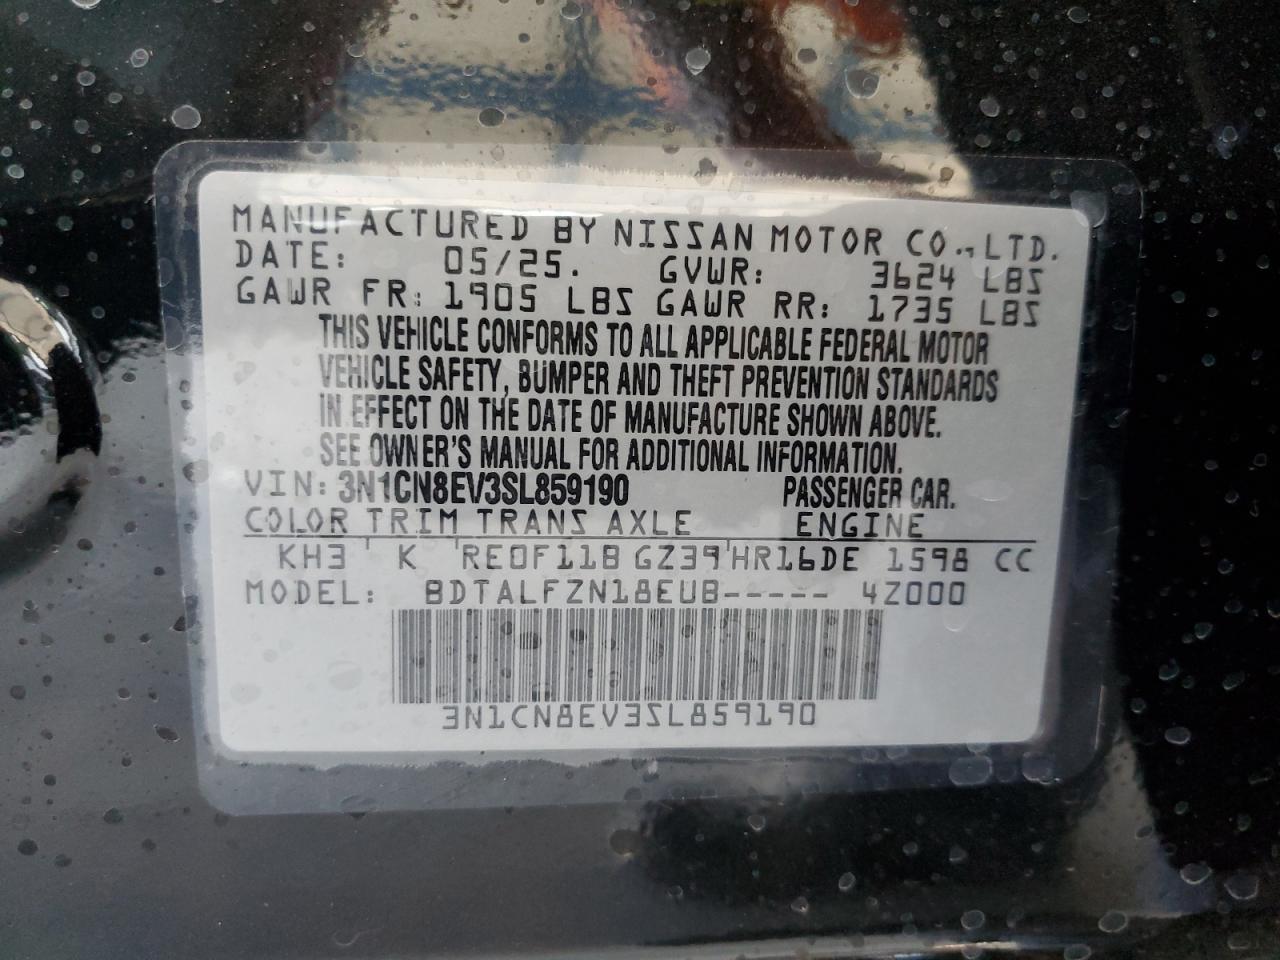 MANUFACTURED BY NISSAN MOTOR CO., LTD.
DATE: 05/25. GVWR: 3624 LBS
GAWR FR: 1905 LBS GAWR RR: 1735 LBS
THIS VEHICLE CONFORMS TO ALL APPLICABLE FEDERAL MOTOR
VEHICLE SAFETY, BUMPER AND THEFT PREVENTION STANDARDS
IN EFFECT ON THE DATE OF MANUFACTURE SHOWN ABOVE.
SEE OWNER'S MANUAL FOR ADDITIONAL INFORMATION.
VIN: 3N1CN8EV3SL859190 PASSENGER CAR.
COLOR TRIM TRANS AXLE ENGINE
KH3 K RE0F11B GZ39 HR16DE 1598 CC
MODEL: BDTALFZN18EUB----- 4Z000
3N1CN8EV3SL859190